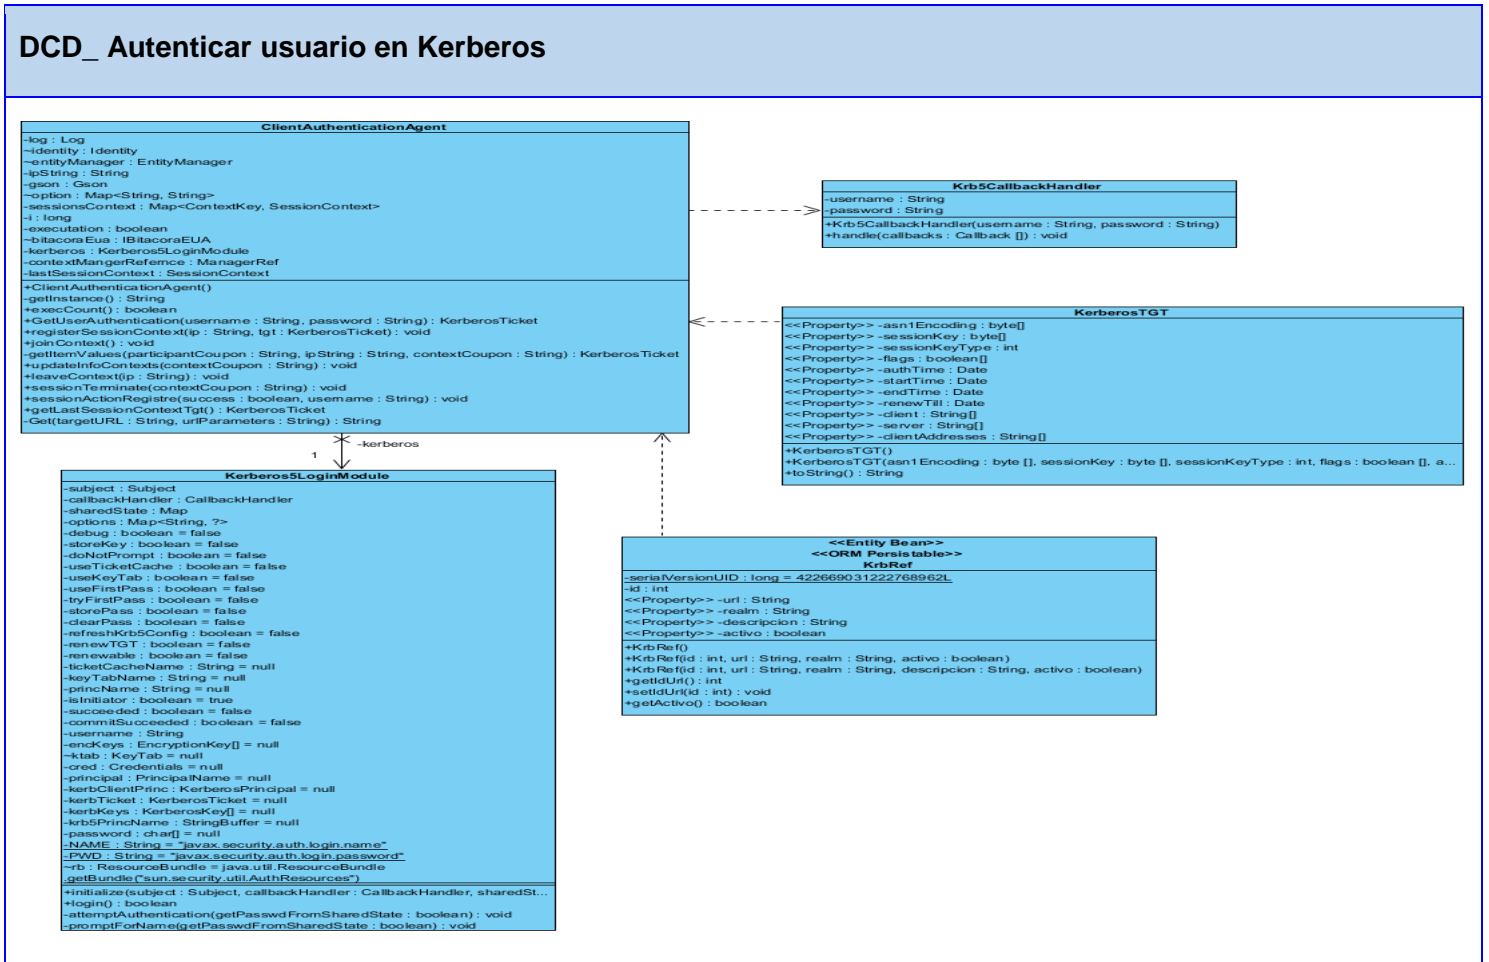 DCD_ Autenticar usuario en Kerberos
ClientAuthenticationAgent
-log : Log
~identity : Identity
~entityManager : EntityManager
-ipString : String
-gson : Gson
~option : Map<String, String>
-sessionsContext : Map<ContextKey, SessionContext>
-i : long
-executation : boolean
~bitacoraEua : IBitacoraEUA
-kerberos : Kerberos5LoginModule
-contextMangerRefernce : ManagerRef
-lastSessionContext : SessionContext
+ClientAuthenticationAgent()
-getInstance() : String
+execCount() : boolean
+GetUserAuthentication(username : String, password : String) : KerberosTicket
+registerSessionContext(ip : String, tgt : KerberosTicket) : void
+joinContext() : void
-getItemValues(participantCoupon : String, ipString : String, contextCoupon : String) : KerberosTicket
+updateInfoContexts(contextCoupon : String) : void
+leaveContext(ip : String) : void
+sessionTerminate(contextCoupon : String) : void
+sessionActionRegistre(success : boolean, username : String) : void
+getLastSessionContextTgt() : KerberosTicket
-Get(targetURL : String, urlParameters : String) : String
Krb5CallbackHandler
-username : String
-password : String
+Krb5CallbackHandler(username : String, password : String)
+handle(callbacks : Callback []) : void
KerberosTGT
<<Property>> -asn1Encoding : byte[]
<<Property>> -sessionKey : byte[]
<<Property>> -sessionKeyType : int
<<Property>> -flags : boolean[]
<<Property>> -authTime : Date
<<Property>> -startTime : Date
<<Property>> -endTime : Date
<<Property>> -renewTill : Date
<<Property>> -client : String[]
<<Property>> -server : String[]
<<Property>> -clientAddresses : String[]
+KerberosTGT()
+KerberosTGT(asn1Encoding : byte [], sessionKey : byte [], sessionKeyType : int, flags : boolean [], a...
+toString() : String
-kerberos
1
Kerberos5LoginModule
-subject : Subject
-callbackHandler : CallbackHandler
-sharedState : Map
-options : Map<String, ?>
-debug : boolean = false
-storeKey : boolean = false
-doNotPrompt : boolean = false
-useTicketCache : boolean = false
-useKeyTab : boolean = false
-useFirstPass : boolean = false
-tryFirstPass : boolean = false
-storePass : boolean = false
-clearPass : boolean = false
-refreshKrb5Config : boolean = false
-renewTGT : boolean = false
-renewable : boolean = false
-ticketCacheName : String = null
-keyTabName : String = null
-princName : String = null
-isInitiator : boolean = true
-succeeded : boolean = false
-commitSucceeded : boolean = false
-username : String
-encKeys : EncryptionKey[] = null
~ktab : KeyTab = null
-cred : Credentials = null
-principal : PrincipalName = null
-kerbClientPrinc : KerberosPrincipal = null
-kerbTicket : KerberosTicket = null
-kerbKeys : KerberosKey[] = null
-krb5PrincName : StringBuffer = null
-password : char[] = null
-NAME : String = "javax.security.auth.login.name"
-PWD : String = "javax.security.auth.login.password"
~rb : ResourceBundle = java.util.ResourceBundle
.getBundle("sun.security.util.AuthResources")
+initialize(subject : Subject, callbackHandler : CallbackHandler, sharedSt...
+login() : boolean
-attemptAuthentication(getPasswdFromSharedState : boolean) : void
-promptForName(getPasswdFromSharedState : boolean) : void
<<Entity Bean>>
<<ORM Persistable>>
KrbRef
-serialVersionUID : long = 422669031222768962L
-id : int
<<Property>> -url : String
<<Property>> -realm : String
<<Property>> -descripcion : String
<<Property>> -activo : boolean
+KrbRef()
+KrbRef(id : int, url : String, realm : String, activo : boolean)
+KrbRef(id : int, url : String, realm : String, descripcion : String, activo : boolean)
+getIdUrl() : int
+setIdUrl(id : int) : void
+getActivo() : boolean